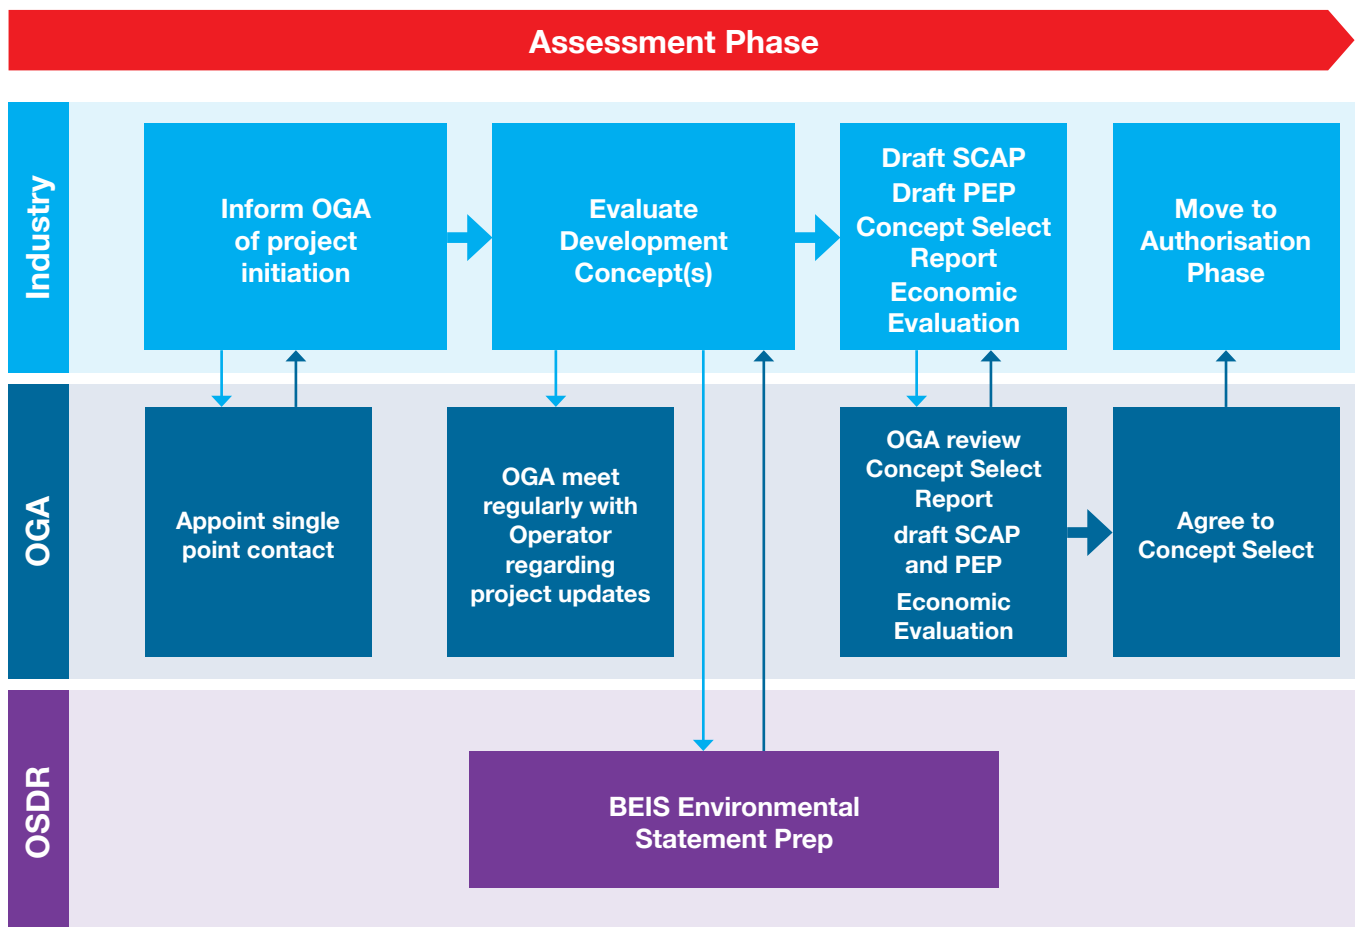 Assessment Phase
Industry
Inform OGA
of project
initiation
Evaluate
Development
Concept(s)
Draft SCAP
Draft PEP
Concept Select
Report
Economic
Evaluation
Move to
Authorisation
Phase
OGA
Appoint single
point contact
OGA meet
regularly with
Operator
regarding
project updates
OGA review
Concept Select
Report
draft SCAP
and PEP
Economic
Evaluation
Agree to
Concept Select
OSDR
BEIS Environmental
Statement Prep